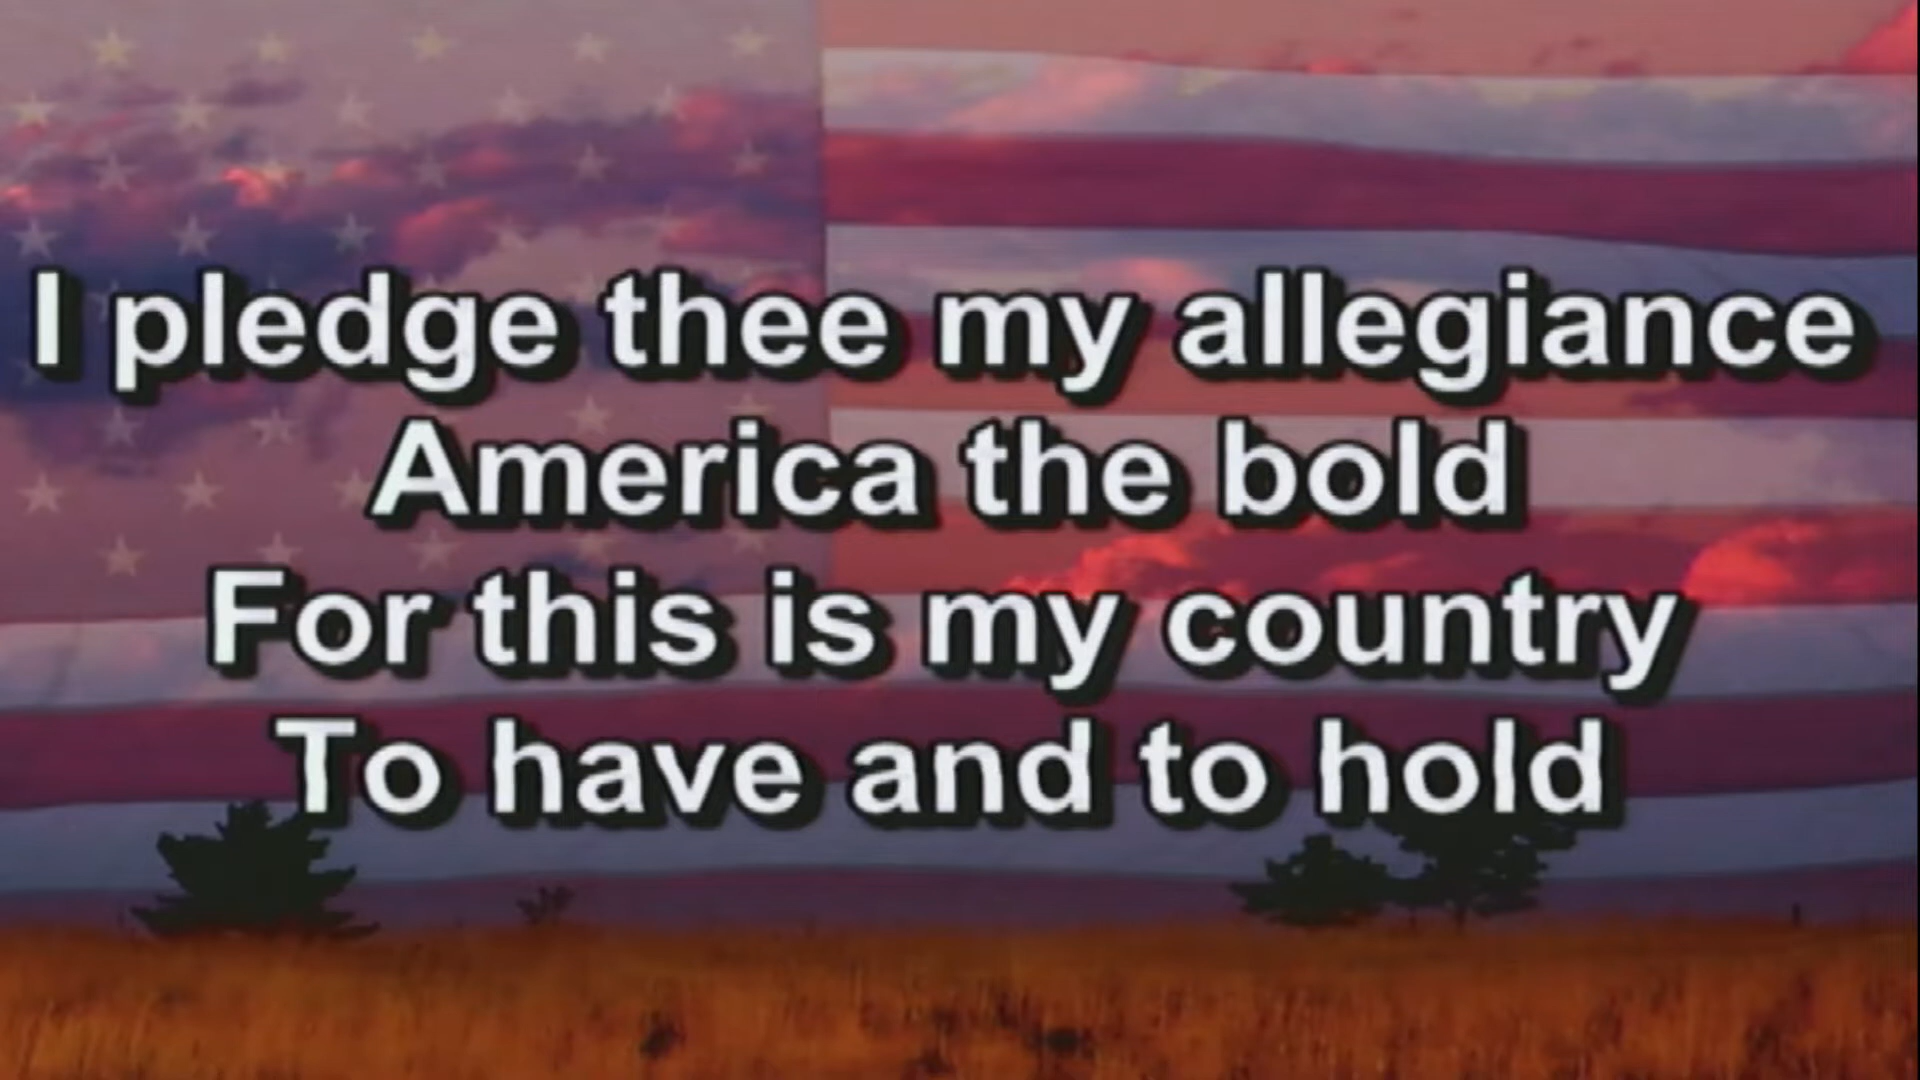 I pledge thee my allegiance
America the bold
For this is my country
To have and to hold